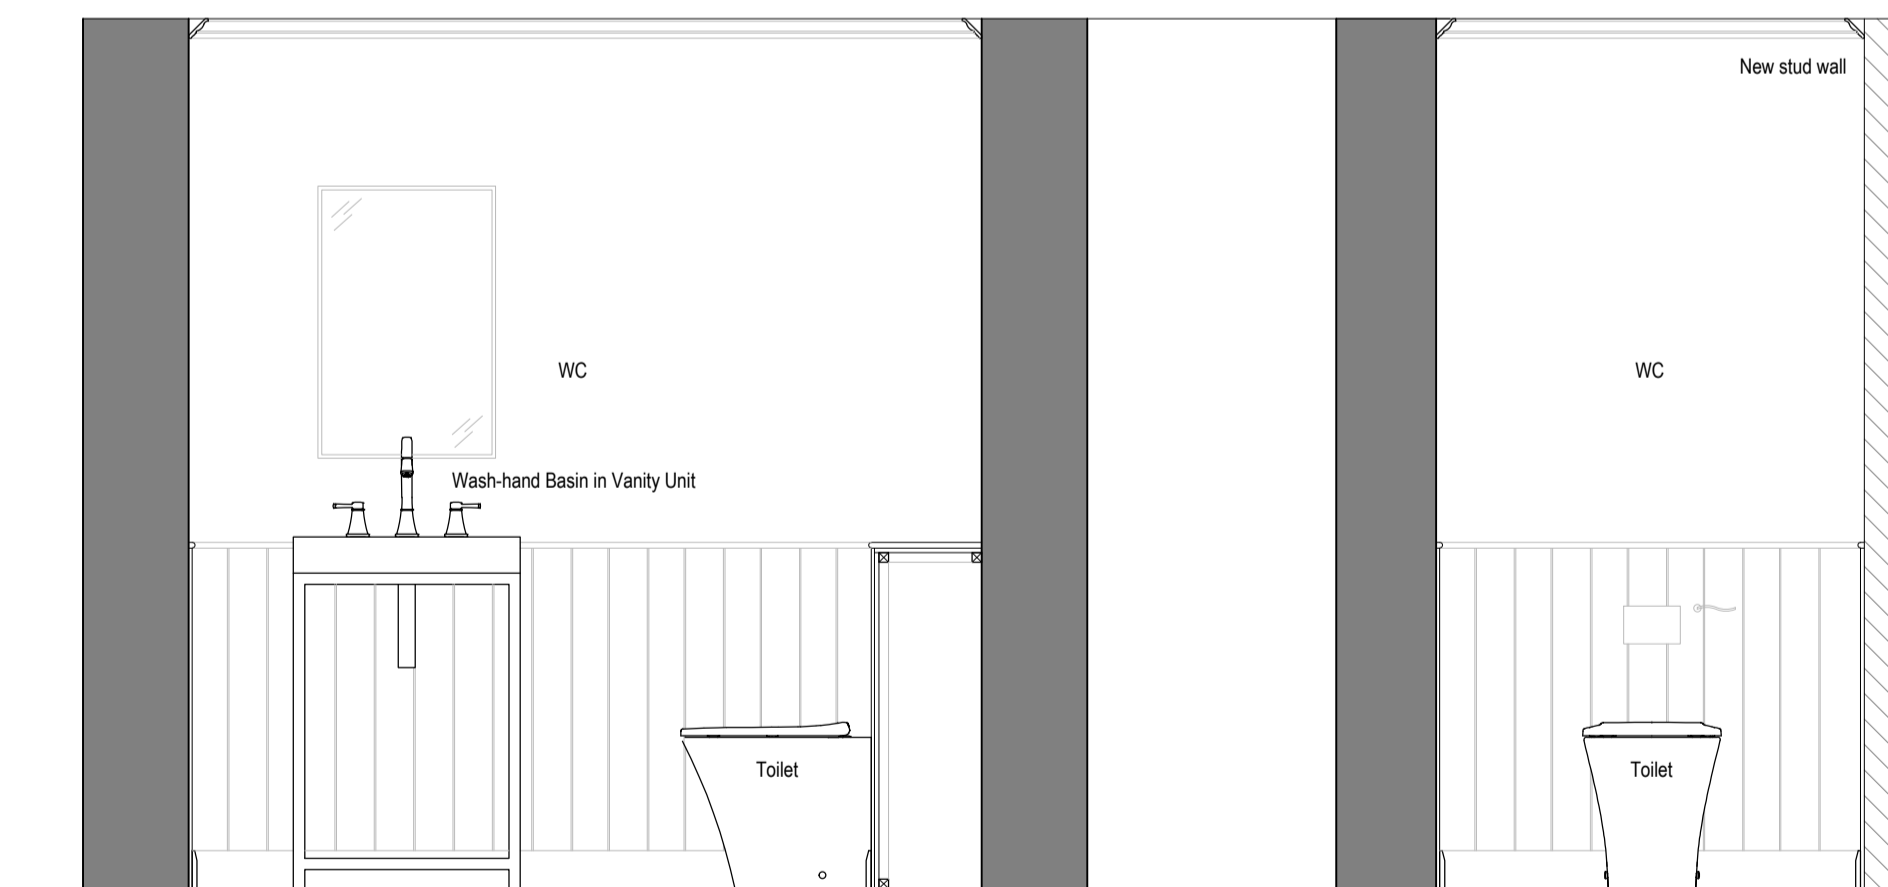 New stud wall
WC
WC
Wash-hand Basin in Vanity Unit
Toilet
Toilet